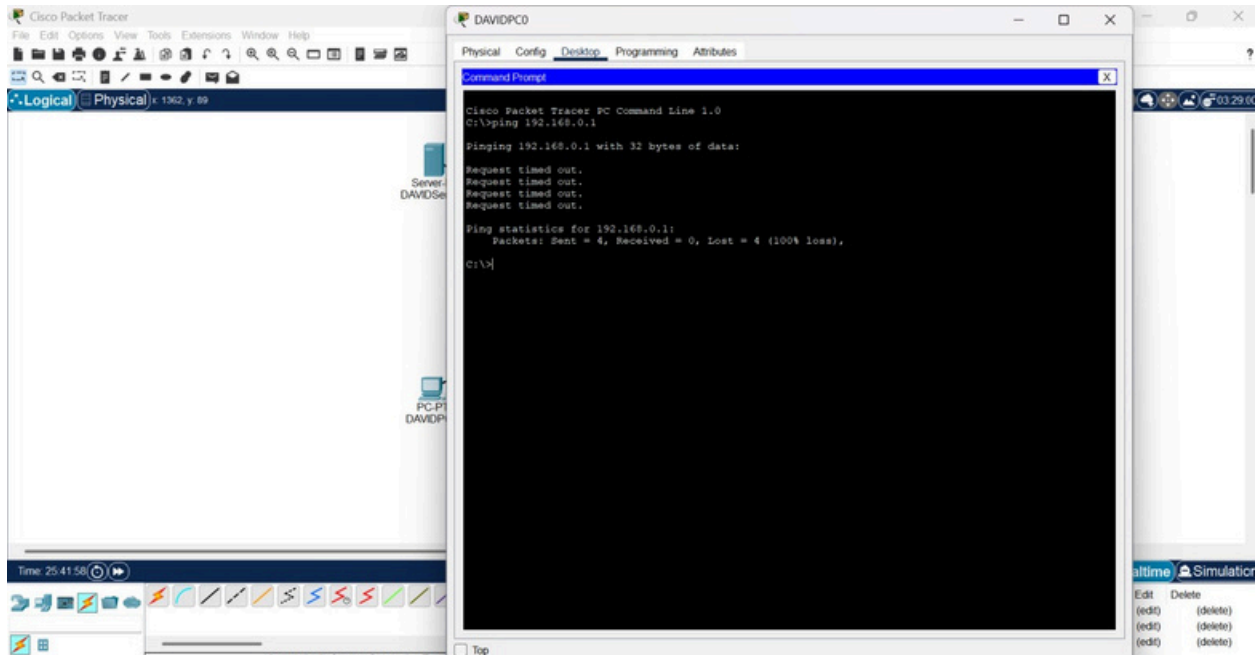 Cisco Packet Tracer
File Edit Options View Tools Extensions Window Help
Logical Physical x: 1362, y: 89
Server-
DAVIDSe
PC-PT
DAVIDP
Time: 25:41:58
DAVIDPC0
Physical Config Desktop Programming Attributes
Command Prompt X
Cisco Packet Tracer PC Command Line 1.0
C:\>ping 192.168.0.1
Pinging 192.168.0.1 with 32 bytes of data:
Request timed out.
Request timed out.
Request timed out.
Request timed out.
Ping statistics for 192.168.0.1:
Packets: Sent = 4, Received = 0, Lost = 4 (100% loss),
C:\>
Top
?
03:29:00
altime Simulation
Edit Delete
(edit) (delete)
(edit) (delete)
(edit) (delete)